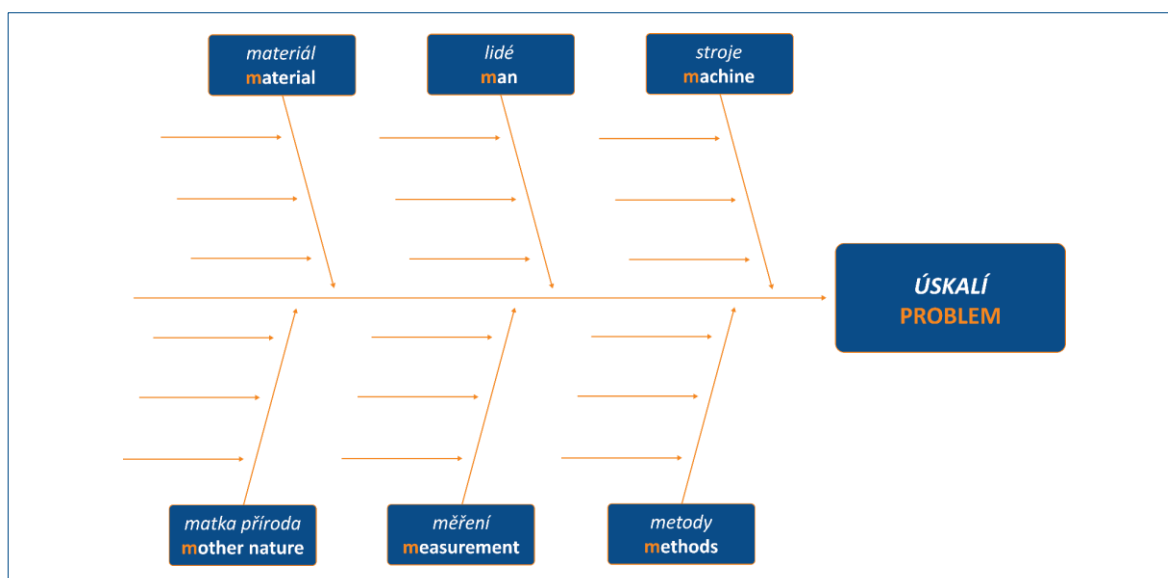 materiál
material
lidé
man
stroje
machine
ÚSKALÍ
PROBLEM
matka příroda
mother nature
měření
measurement
metody
methods